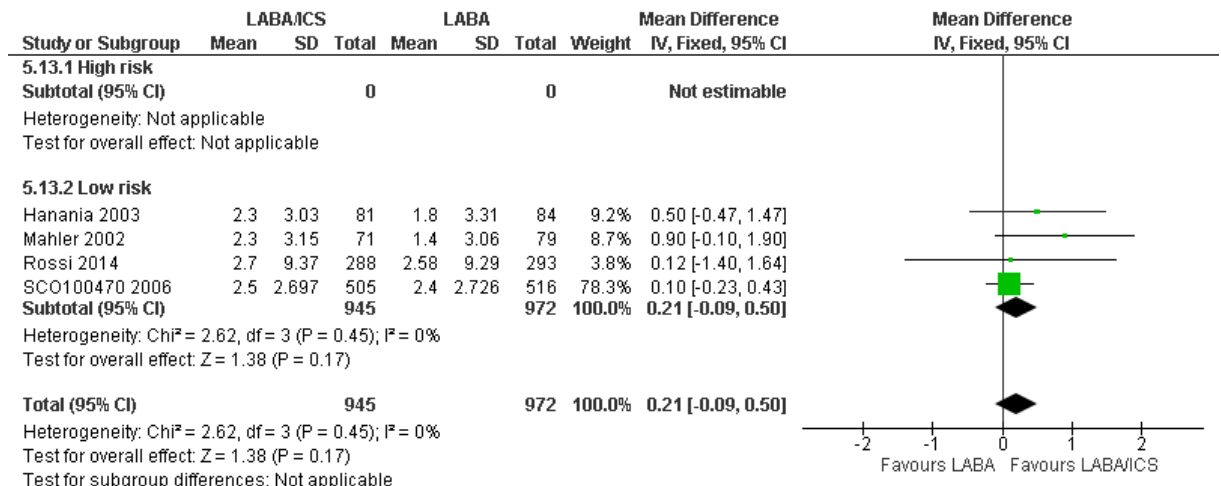 LABA/ICS LABA Mean Difference Mean Difference
Study or Subgroup Mean SD Total Mean SD Total Weight IV, Fixed, 95% CI IV, Fixed, 95% CI
5.13.1 High risk
Subtotal (95% CI) 0 0 Not estimable
Heterogeneity: Not applicable
Test for overall effect: Not applicable
5.13.2 Low risk
Hanania 2003 2.3 3.03 81 1.8 3.31 84 9.2% 0.50 [-0.47, 1.47]
Mahler 2002 2.3 3.15 71 1.4 3.06 79 8.7% 0.90 [-0.10, 1.90]
Rossi 2014 2.7 9.37 288 2.58 9.29 293 3.8% 0.12 [-1.40, 1.64]
SCO100470 2006 2.5 2.697 505 2.4 2.726 516 78.3% 0.10 [-0.23, 0.43]
Subtotal (95% CI) 945 972 100.0% 0.21 [-0.09, 0.50]
Heterogeneity: Chi² = 2.62, df = 3 (P = 0.45); I² = 0%
Test for overall effect: Z = 1.38 (P = 0.17)
Total (95% CI) 945 972 100.0% 0.21 [-0.09, 0.50]
Heterogeneity: Chi² = 2.62, df = 3 (P = 0.45); I² = 0%
Test for overall effect: Z = 1.38 (P = 0.17)
Test for subgroup differences: Not applicable
-2 -1 0 1 2
Favours LABA Favours LABA/ICS